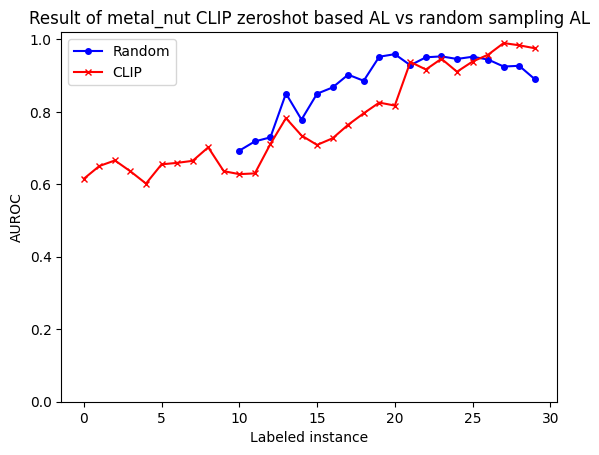 Result of metal_nut CLIP zeroshot based AL vs random sampling AL
Random
CLIP
1.0
0.8
0.6
0.4
0.2
0.0
AUROC
0 5 10 15 20 25 30
Labeled instance